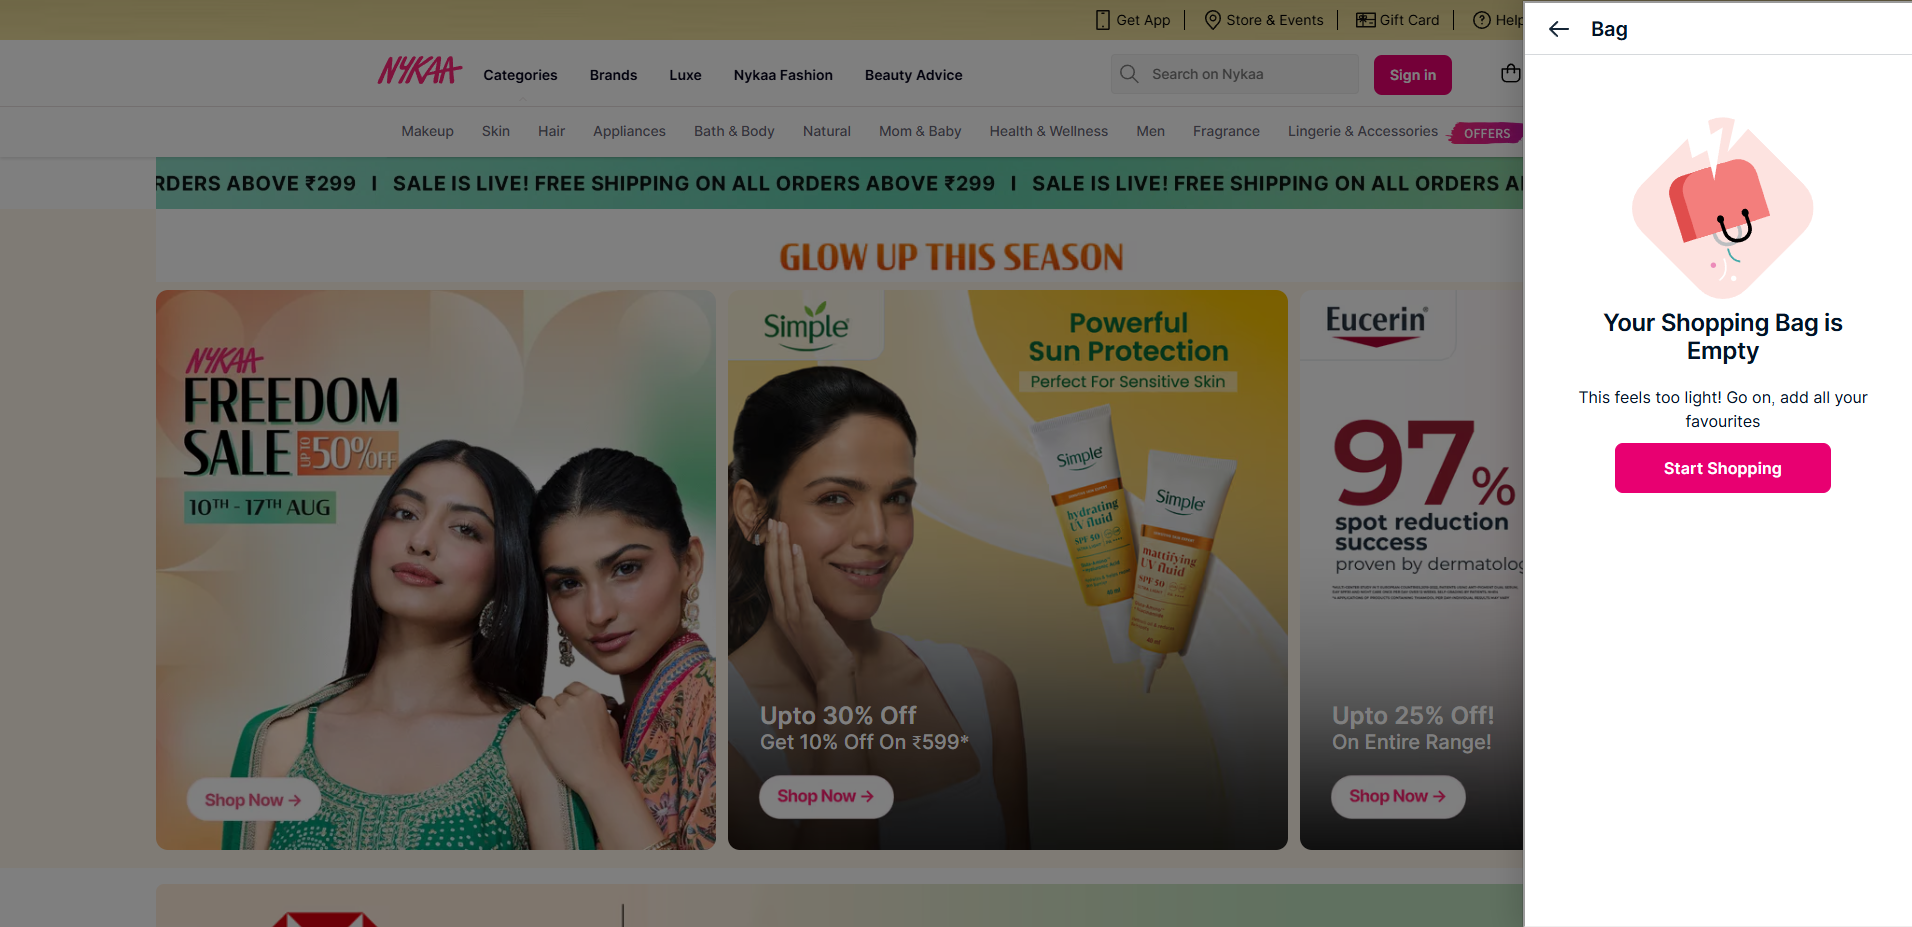 Get App
Store & Events
Gift Card
Help
NYKAA
Categories
Brands
Luxe
Nykaa Fashion
Beauty Advice
Search on Nykaa
Sign in
Makeup
Skin
Hair
Appliances
Bath & Body
Natural
Mom & Baby
Health & Wellness
Men
Fragrance
Lingerie & Accessories
OFFERS
RDERS ABOVE ₹299 | SALE IS LIVE! FREE SHIPPING ON ALL ORDERS ABOVE ₹299 | SALE IS LIVE! FREE SHIPPING ON ALL ORDERS A
GLOW UP THIS SEASON
NYKAA
FREEDOM
SALE UP TO 50% OFF
10TH - 17TH AUG
Shop Now →
Simple®
Powerful
Sun Protection
Perfect For Sensitive Skin
Simple
hydrating
UV fluid
SPF 50
Simple
mattifying
UV fluid
SPF 50
Upto 30% Off
Get 10% Off On ₹599*
Shop Now →
Eucerin®
97%
spot reduction
success
proven by dermatolog
Upto 25% Off!
On Entire Range!
Shop Now →
Bag
Your Shopping Bag is
Empty
This feels too light! Go on, add all your
favourites
Start Shopping